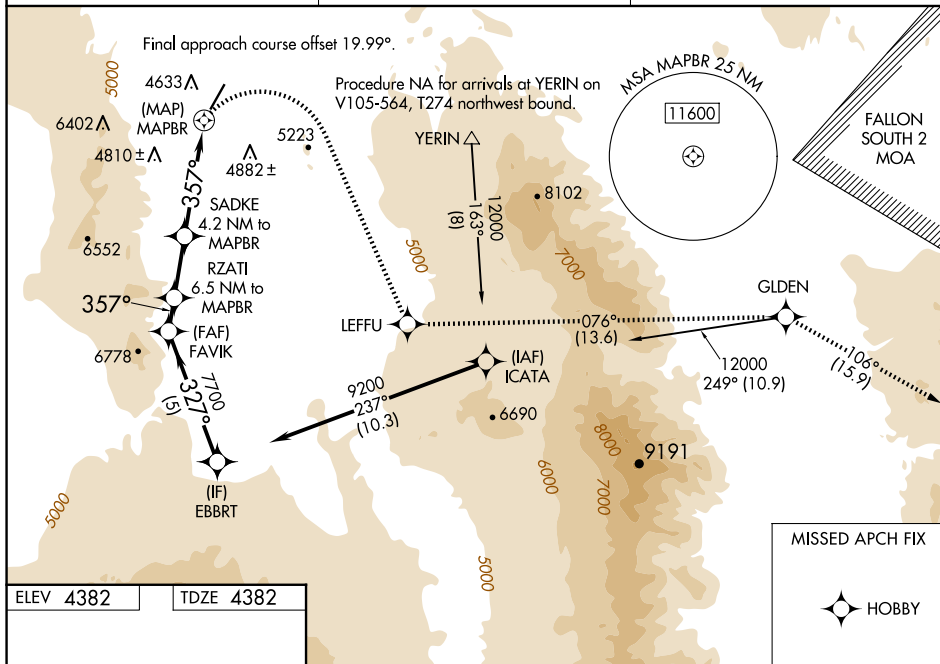 Final approach course offset 19.99°.
5000
4633
(MAP)
MAPBR
6402
4810 ±
4882 ±
5223
Procedure NA for arrivals at YERIN on
V105-564, T274 northwest bound.
YERIN
12000
163°
(8)
MSA MAPBR 25 NM
11600
FALLON
SOUTH 2
MOA
8102
7000
357°
SADKE
4.2 NM to
MAPBR
6552
RZATI
6.5 NM to
MAPBR
357°
(FAF)
FAVIK
6778
5000
LEFFU
076°
(13.6)
GLDEN
12000
249° (10.9)
106°
(15.9)
(IAF)
ICATA
9200
237°
(10.3)
6690
7700
327°
(5)
(IF)
EBBRT
5000
8000
9191
6000
7000
5000
MISSED APCH FIX
HOBBY
ELEV 4382
TDZE 4382